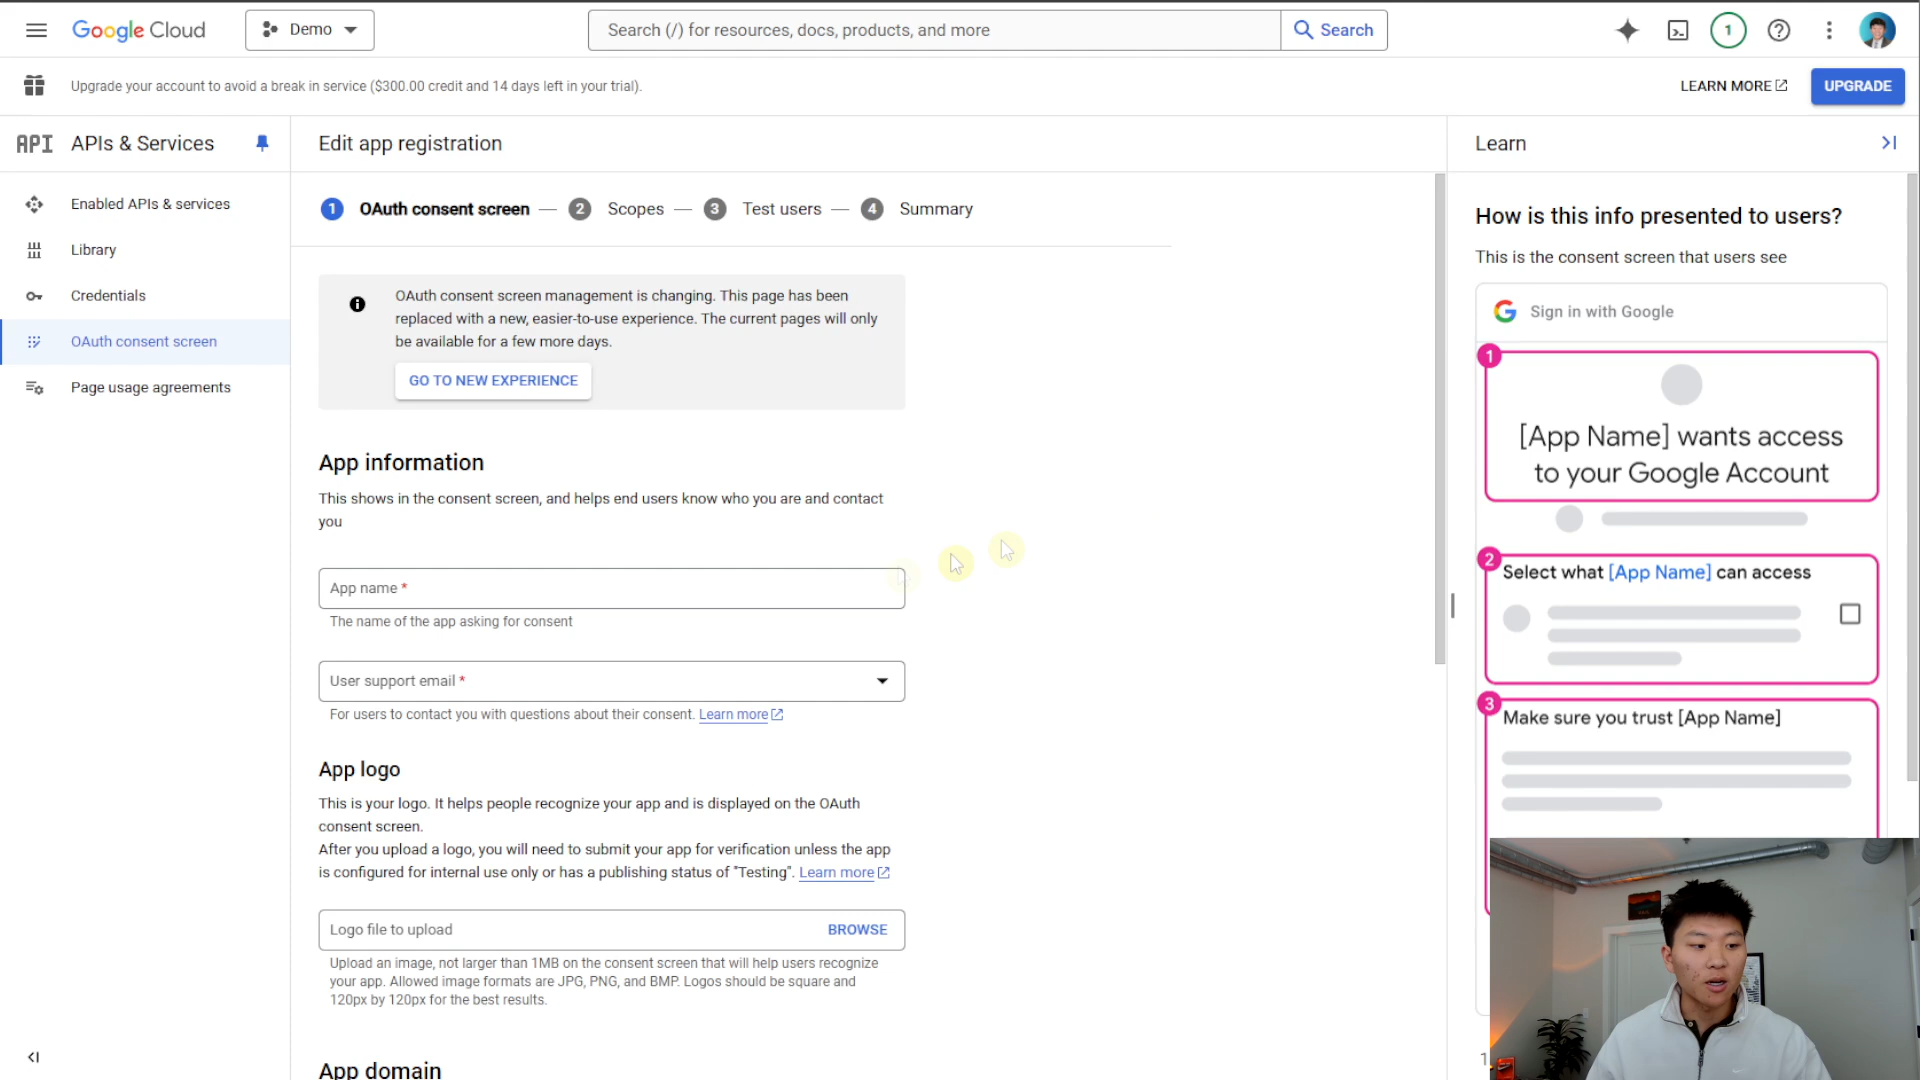 Google Cloud
Demo
Search (/) for resources, docs, products, and more
Search
1
Upgrade your account to avoid a break in service ($300.00 credit and 14 days left in your trial).
LEARN MORE
UPGRADE
API
APIs & Services
Enabled APIs & services
Library
Credentials
OAuth consent screen
Page usage agreements
Edit app registration
1 OAuth consent screen — 2 Scopes — 3 Test users — 4 Summary
OAuth consent screen management is changing. This page has been
replaced with a new, easier-to-use experience. The current pages will only
be available for a few more days.
GO TO NEW EXPERIENCE
App information
This shows in the consent screen, and helps end users know who you are and contact
you
App name *
The name of the app asking for consent
User support email *
For users to contact you with questions about their consent. Learn more
App logo
This is your logo. It helps people recognize your app and is displayed on the OAuth
consent screen.
After you upload a logo, you will need to submit your app for verification unless the app
is configured for internal use only or has a publishing status of "Testing". Learn more
Logo file to upload
BROWSE
Upload an image, not larger than 1MB on the consent screen that will help users recognize
your app. Allowed image formats are JPG, PNG, and BMP. Logos should be square and
120px by 120px for the best results.
App domain
Learn
How is this info presented to users?
This is the consent screen that users see
Sign in with Google
1
[App Name] wants access
to your Google Account
2
Select what [App Name] can access
3
Make sure you trust [App Name]
1